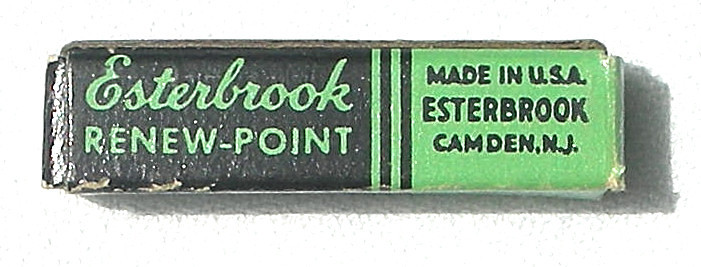 Esterbrook
RENEW-POINT
MADE IN U.S.A.
ESTERBROOK
CAMDEN, N.J.